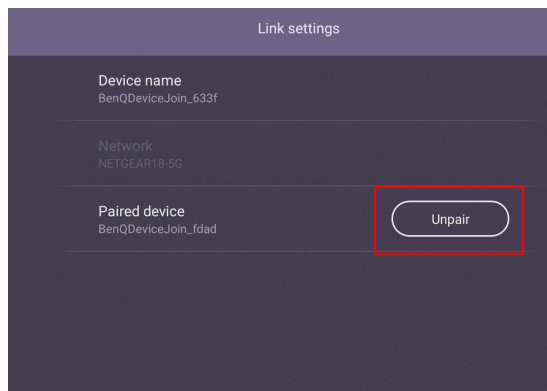 Link settings
Device name
BenQDeviceJoin_633f
Network
NETGEAR18-5G
Paired device
BenQDeviceJoin_fdad
Unpair